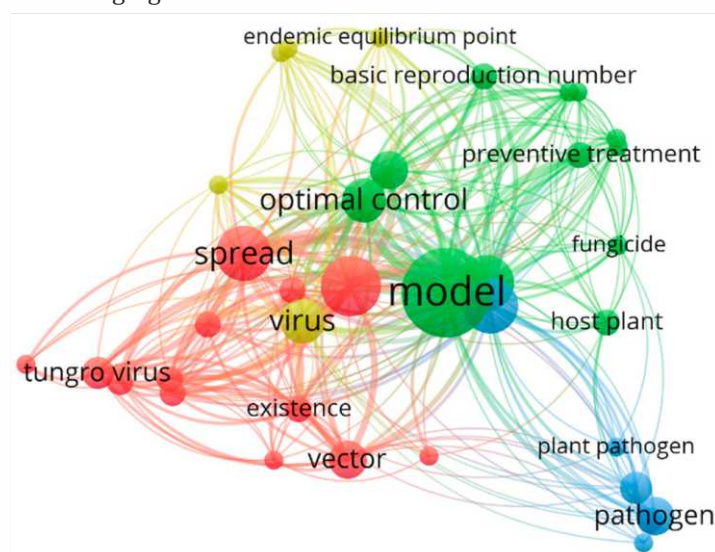 endemic equilibrium point
basic reproduction number
preventive treatment
optimal control
fungicide
spread
model
virus
host plant
tungro virus
existence
plant pathogen
vector
pathogen